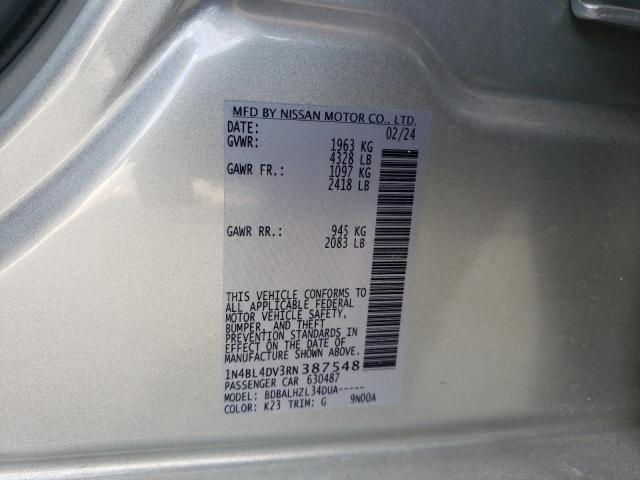 MFD BY NISSAN MOTOR CO., LTD.
DATE: 02/24
GVWR: 1963 KG
4328 LB
GAWR FR.: 1097 KG
2418 LB
GAWR RR.: 945 KG
2083 LB
THIS VEHICLE CONFORMS TO
ALL APPLICABLE FEDERAL
MOTOR VEHICLE SAFETY,
BUMPER, AND THEFT
PREVENTION STANDARDS IN
EFFECT ON THE DATE OF
MANUFACTURE SHOWN ABOVE.
1N4BL4DV3RN387548
PASSENGER CAR 630487
MODEL: BDBALHZL34DUA-----
COLOR: K23 TRIM: G 9N00A